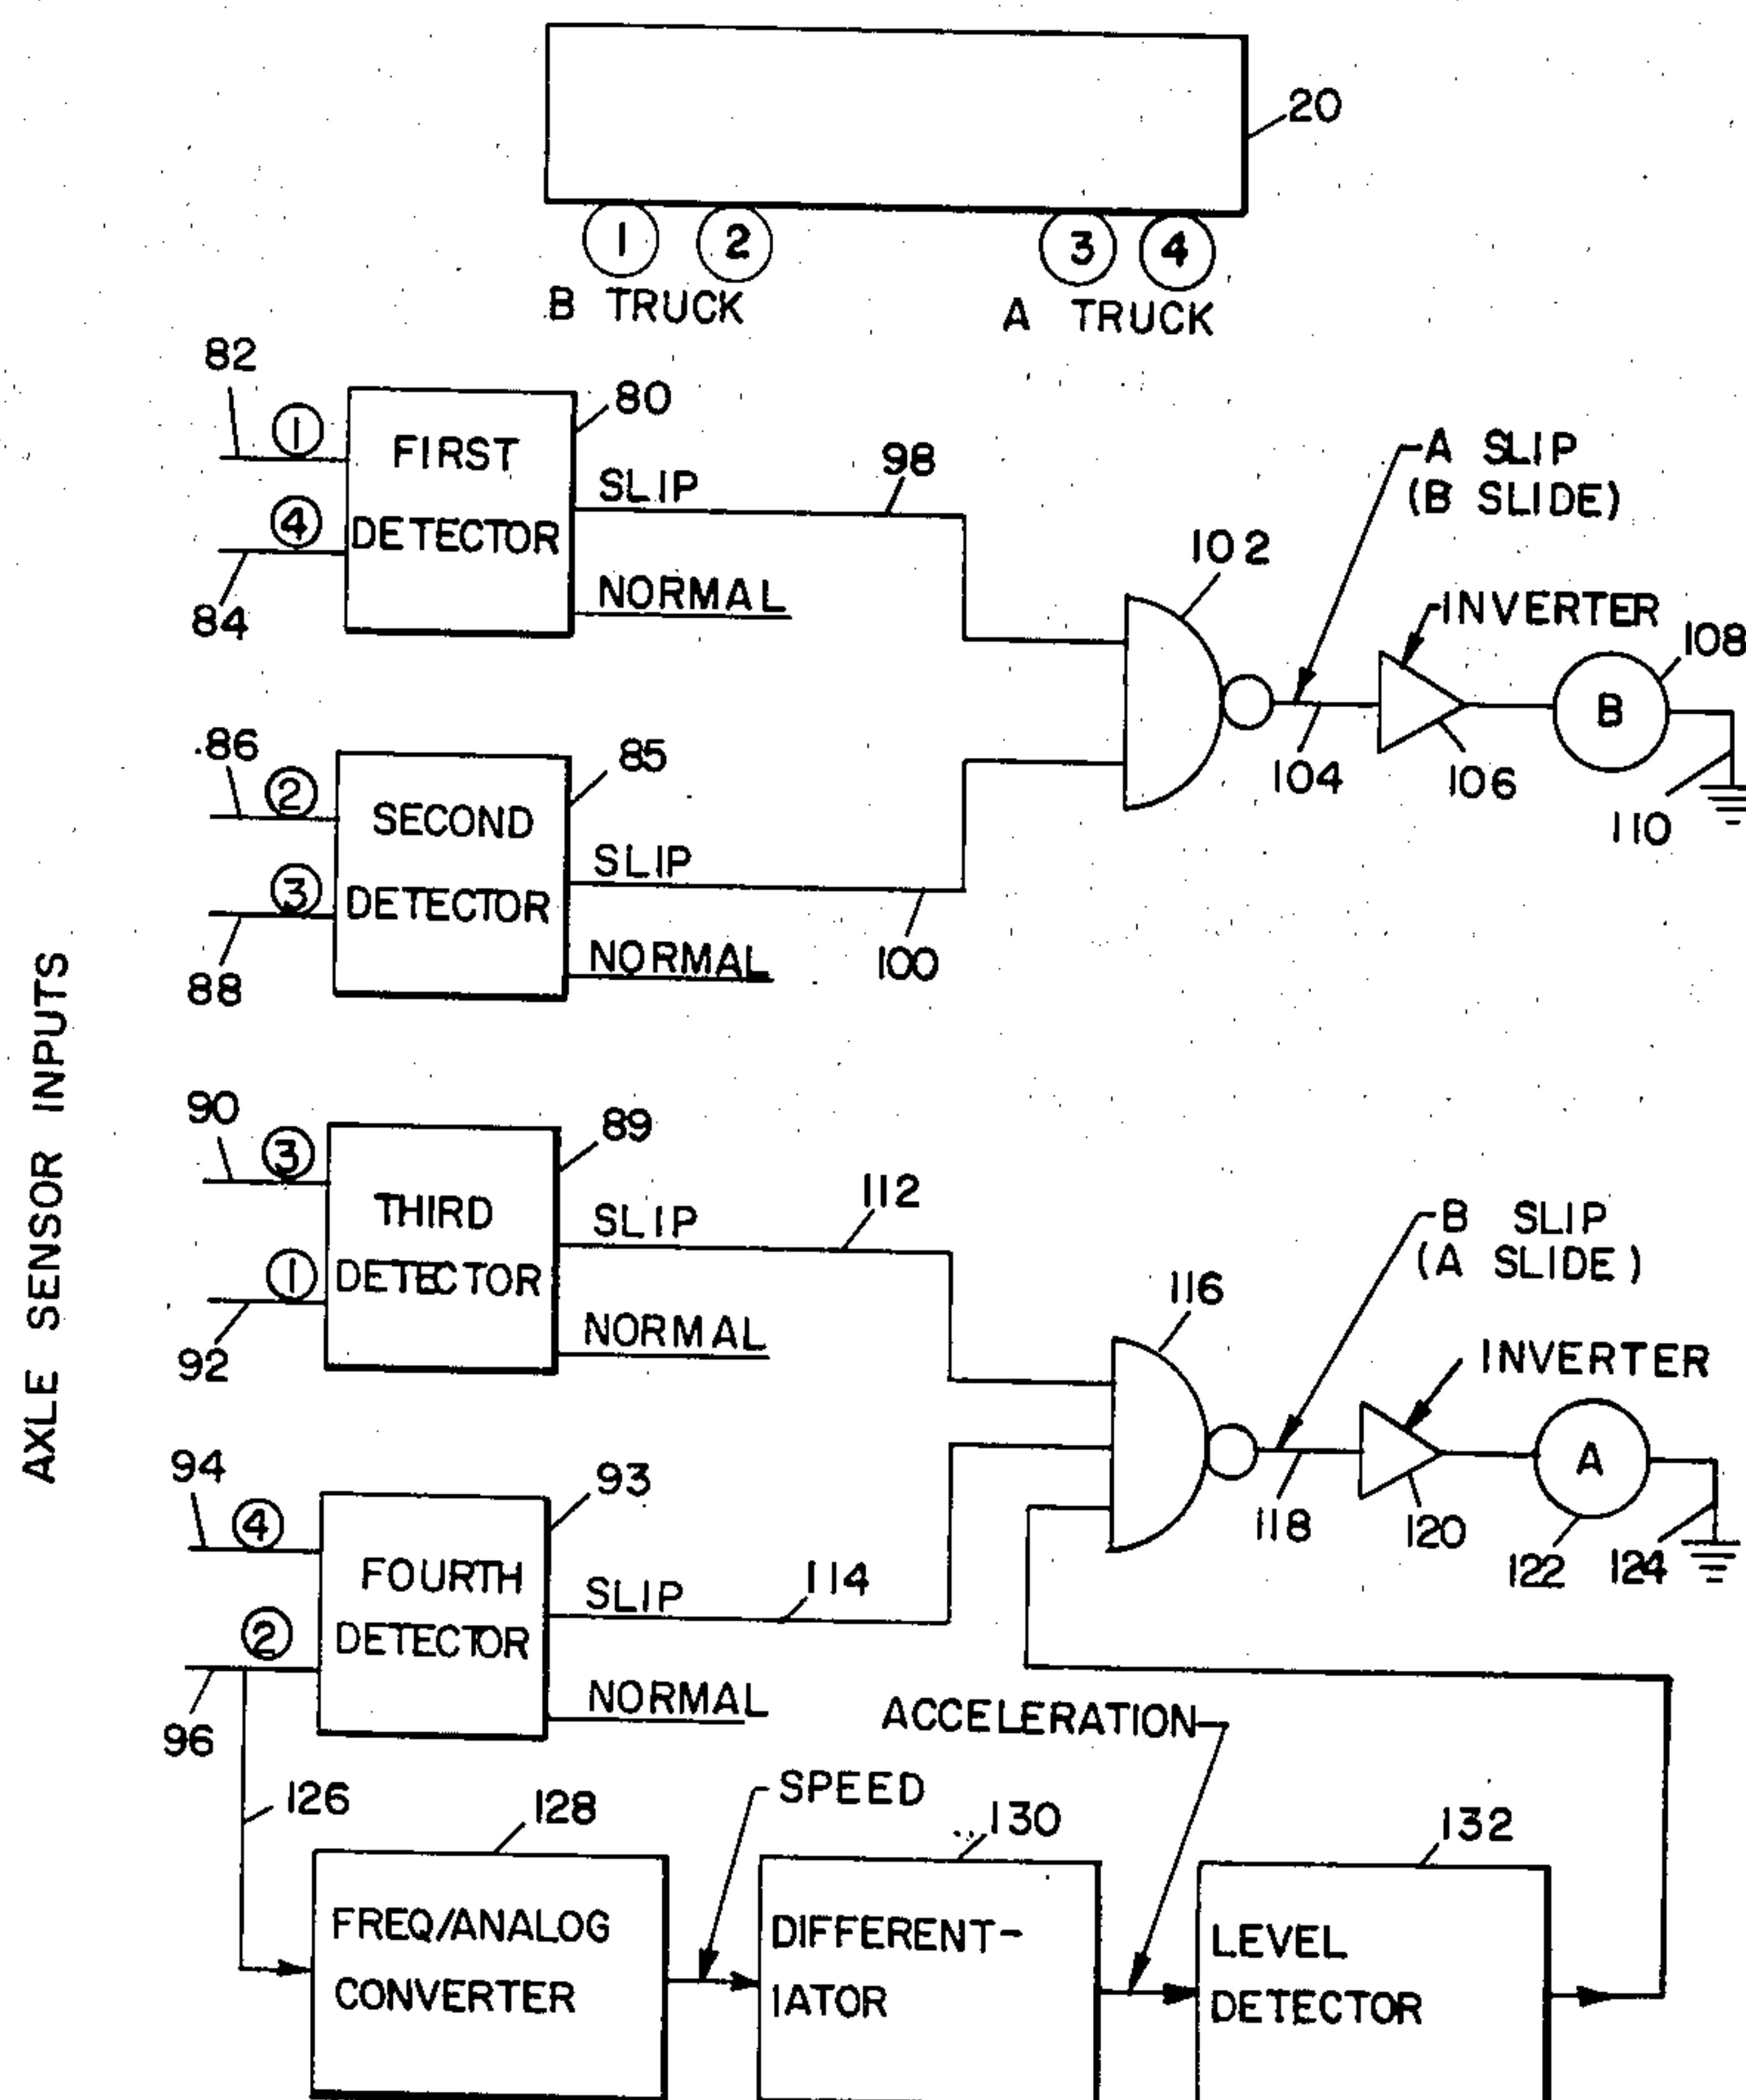 20
1 2 3 4
B TRUCK
A TRUCK
82
1
4
84
FIRST
DETECTOR
80
SLIP
98
NORMAL
A SLIP
(B SLIDE)
102
INVERTER
108
B
104
106
110
86
2
3
88
SECOND
DETECTOR
85
SLIP
100
NORMAL
AXLE SENSOR INPUTS
90
3
1
92
THIRD
DETECTOR
89
SLIP
112
NORMAL
B SLIP
(A SLIDE)
116
INVERTER
A
118
120
122
124
94
4
2
96
FOURTH
DETECTOR
93
SLIP
114
NORMAL
ACCELERATION
126
128
SPEED
130
132
FREQ/ANALOG
CONVERTER
DIFFERENT-
IATOR
LEVEL
DETECTOR